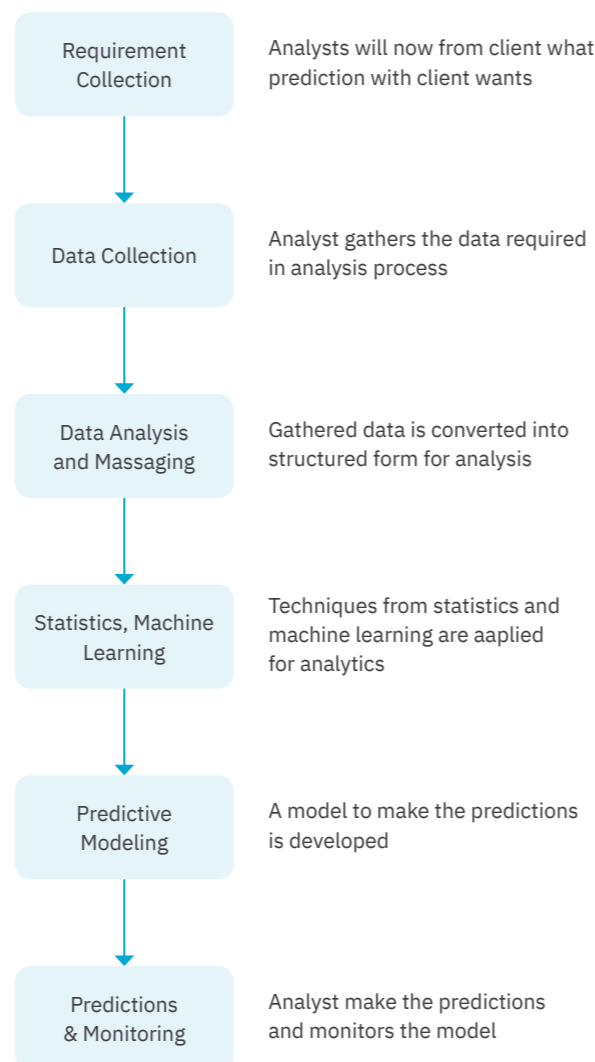 Requirement
Collection
Analysts will now from client what
prediction with client wants
Data Collection
Analyst gathers the data required
in analysis process
Data Analysis
and Massaging
Gathered data is converted into
structured form for analysis
Statistics, Machine
Learning
Techniques from statistics and
machine learning are aaplied
for analytics
Predictive
Modeling
A model to make the predictions
is developed
Predictions
& Monitoring
Analyst make the predictions
and monitors the model